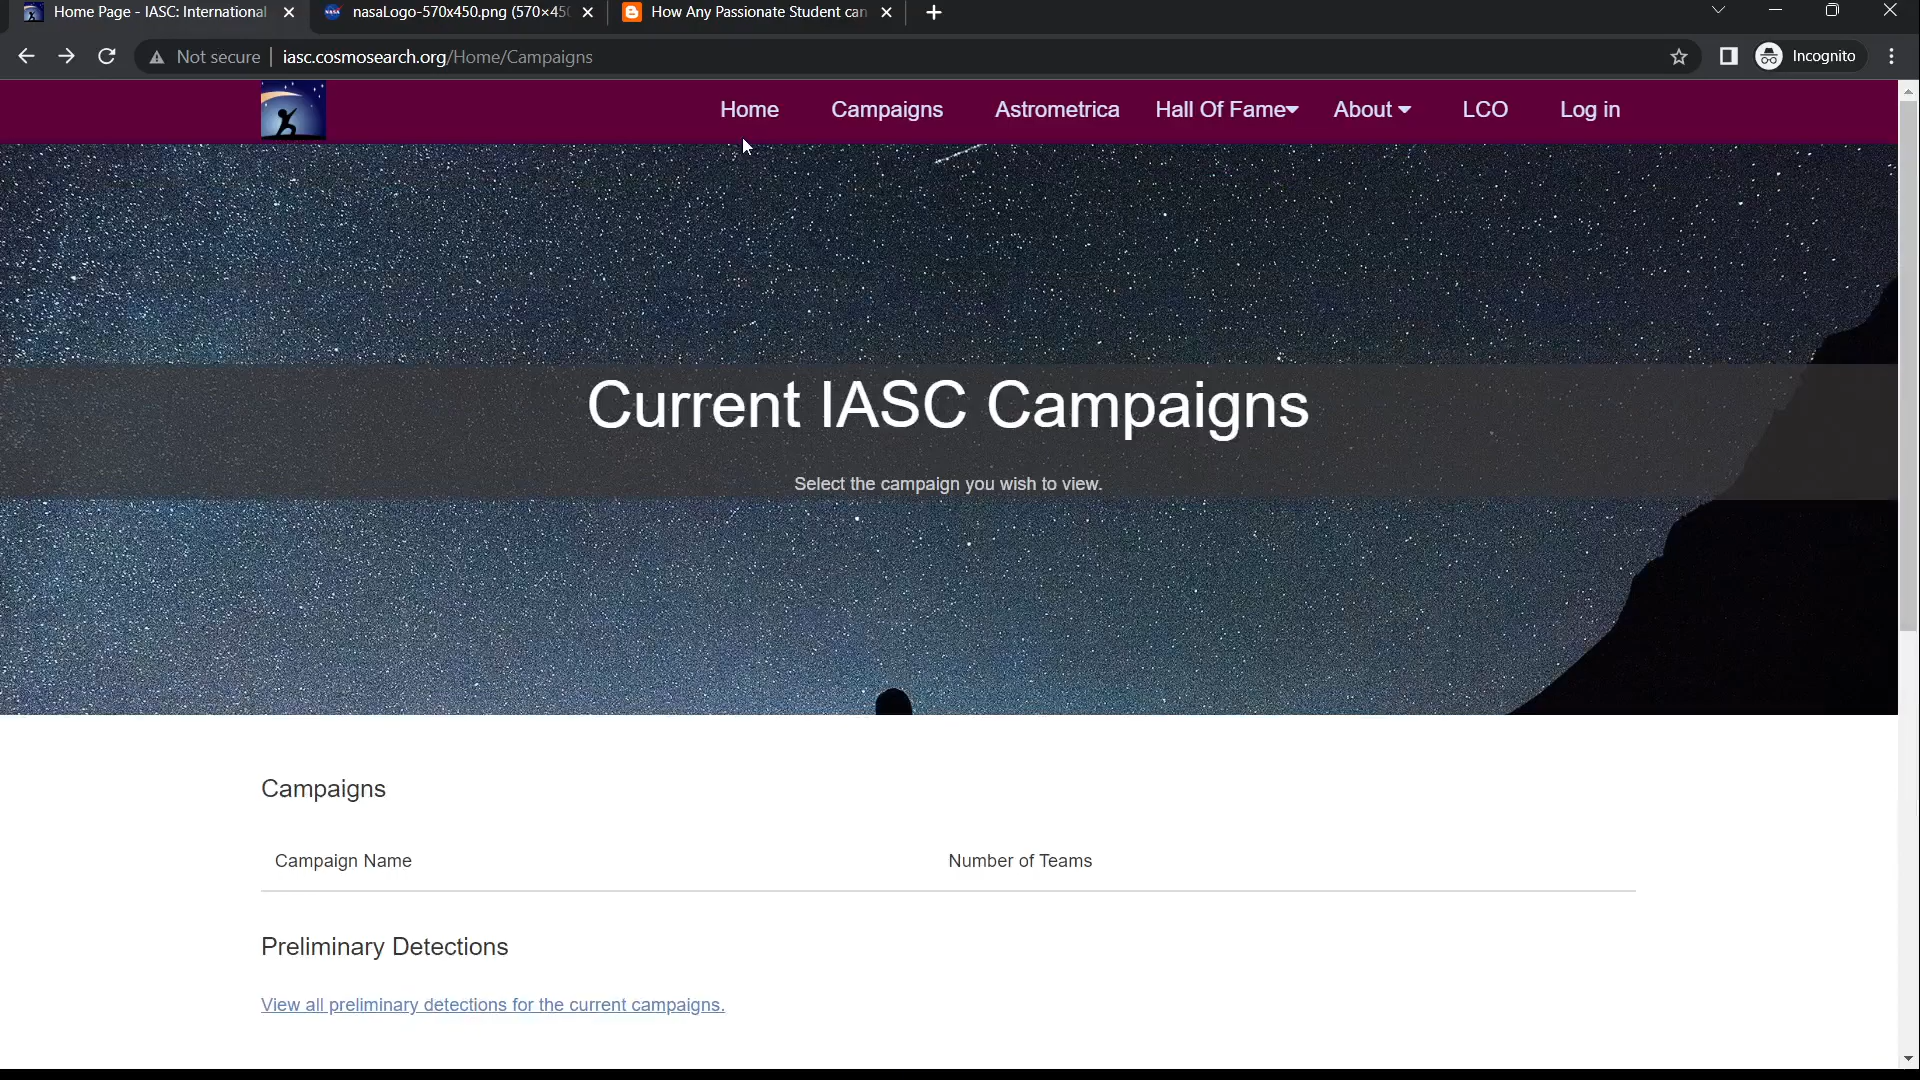 Home Page - IASC: International
nasaLogo-570x450.png (570×450
How Any Passionate Student can
Not secure
iasc.cosmosearch.org/Home/Campaigns
Incognito
Home
Campaigns
Astrometrica
Hall Of Fame
About
LCO
Log in
Current IASC Campaigns
Select the campaign you wish to view.
Campaigns
Campaign Name
Number of Teams
Preliminary Detections
View all preliminary detections for the current campaigns.